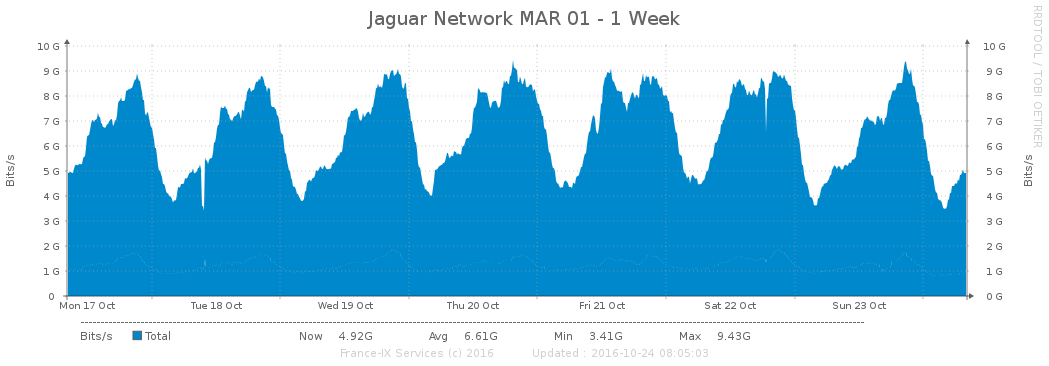 Jaguar Network MAR 01 - 1 Week
RRDTOOL / TOBI OETIKER
Bits/s
Bits/s
10 G 10 G
9 G 9 G
8 G 8 G
7 G 7 G
6 G 6 G
5 G 5 G
4 G 4 G
3 G 3 G
2 G 2 G
1 G 1 G
0 0 G
Mon 17 Oct Tue 18 Oct Wed 19 Oct Thu 20 Oct Fri 21 Oct Sat 22 Oct Sun 23 Oct
Bits/s Total Now 4.92G Avg 6.61G Min 3.41G Max 9.43G
France-IX Services (c) 2016 Updated : 2016-10-24 08:05:03